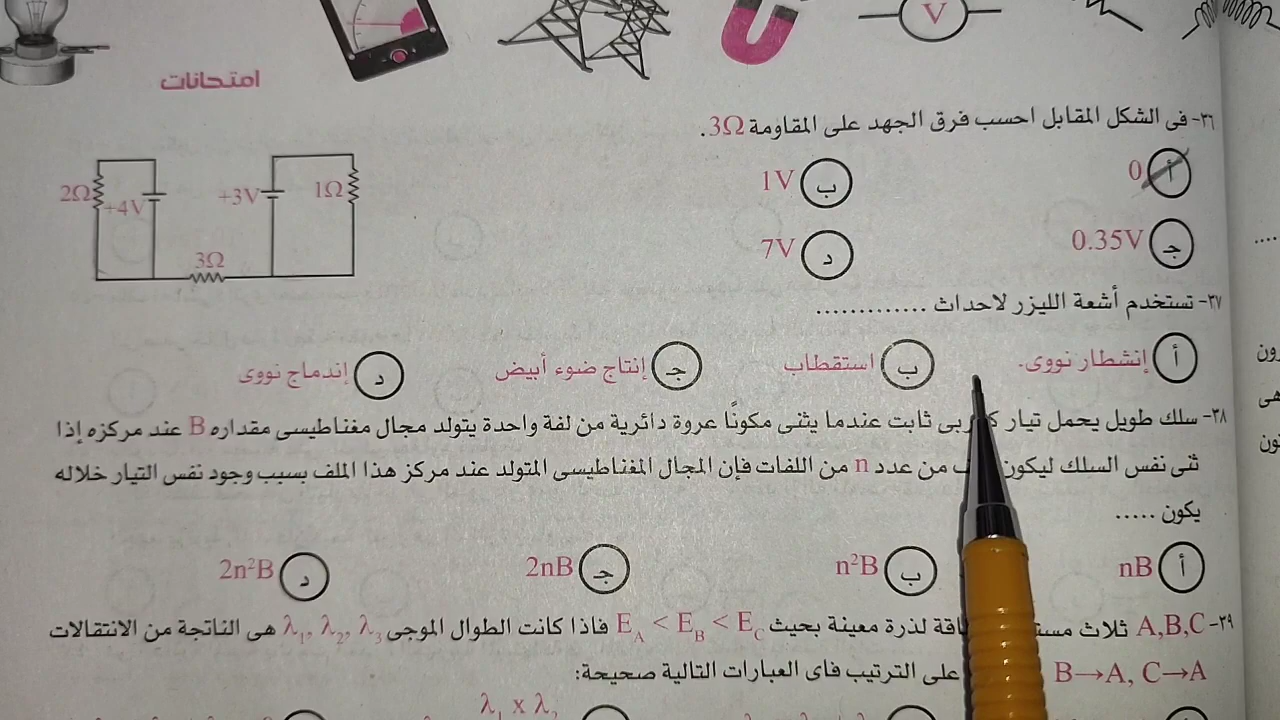 V
امتحانات
٣٦- فى الشكل المقابل احسب فرق الجهد على المقاومة 3Ω.
أ 0
ب 1V
ج 0.35V
د 7V
2Ω
+4V
+3V
1Ω
3Ω
٣٧- تستخدم أشعة الليزر لاحداث .............
أ إنشطار نووى.
ب استقطاب
ج إنتاج ضوء أبيض
د إندماج نووى
٣٨- سلك طويل يحمل تيار ثابت عندما يثنى مكونًا عروة دائرية من لفة واحدة يتولد مجال مغناطيسى مقداره B عند مركزه إذا
ثنى نفس السلك ليكون من عدد n من اللفات فإن المجال المغناطيسى المتولد عند مركز هذا الملف بسبب وجود نفس التيار خلاله
يكون .....
أ nB
ب n²B
ج 2nB
د 2n²B
٣٩- A,B,C ثلاث لذرة معينة بحيث E_A < E_B < E_C فاذا كانت الطوال الموجى λ₁, λ₂, λ₃ هى الناتجة من الانتقالات
B→A, C→A على الترتيب فاى العبارات التالية صحيحة:
λ₁ x λ₂